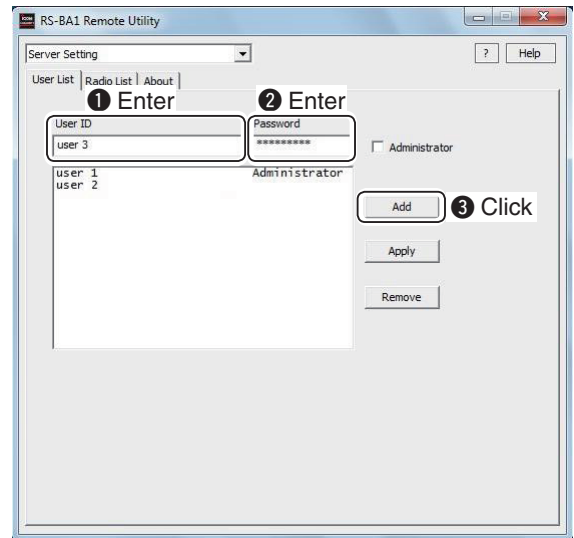 RS-BA1 Remote Utility
Server Setting
? Help
User List Radio List About
❶ Enter ❷ Enter
User ID Password
user 3 ********* Administrator
user 1 Administrator
user 2
Add ❸ Click
Apply
Remove